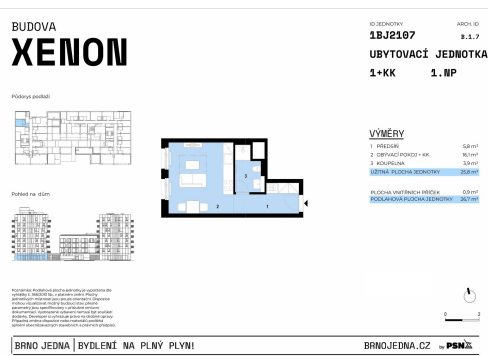 BUDOVA
XENON
ID JEDNOTKY
ARCH. ID
1BJ2107
B.1.7
UBYTOVACÍ JEDNOTKA
1+KK
1.NP
Půdorys podlaží
Pohled na dům
VÝMĚRY
1 PŘEDSÍŇ 5,8 m²
2 OBÝVACÍ POKOJ + KK 16,1 m²
3 KOUPELNA 3,9 m²
UŽITNÁ PLOCHA JEDNOTKY 25,8 m²
PLOCHA VNITŘNÍCH PŘÍČEK 0,9 m²
PODLAHOVÁ PLOCHA JEDNOTKY 26,7 m²
3
2
1
0 2
BRNO JEDNA BYDLENÍ NA PLNÝ PLYN!
BRNOJEDNA.CZ by PSN